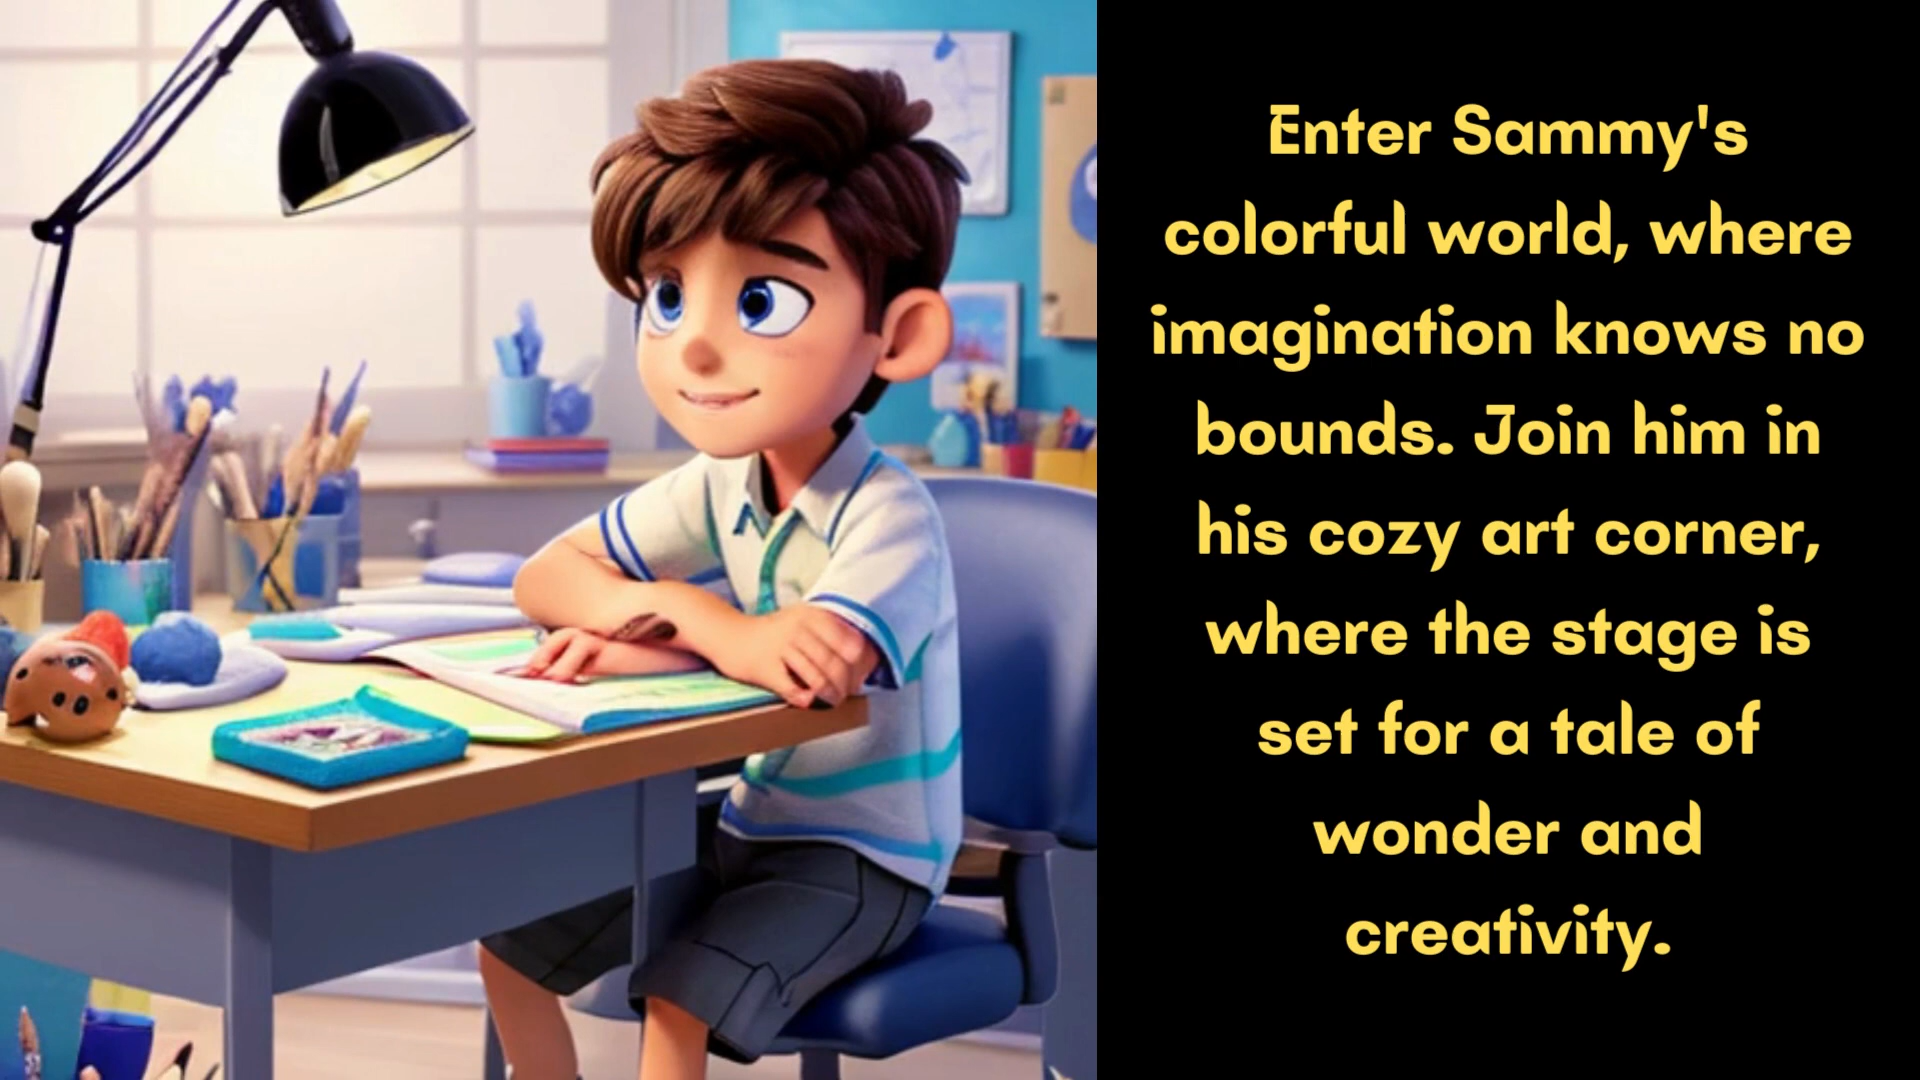 Enter Sammy's
colorful world, where
imagination knows no
bounds. Join him in
his cozy art corner,
where the stage is
set for a tale of
wonder and
creativity.